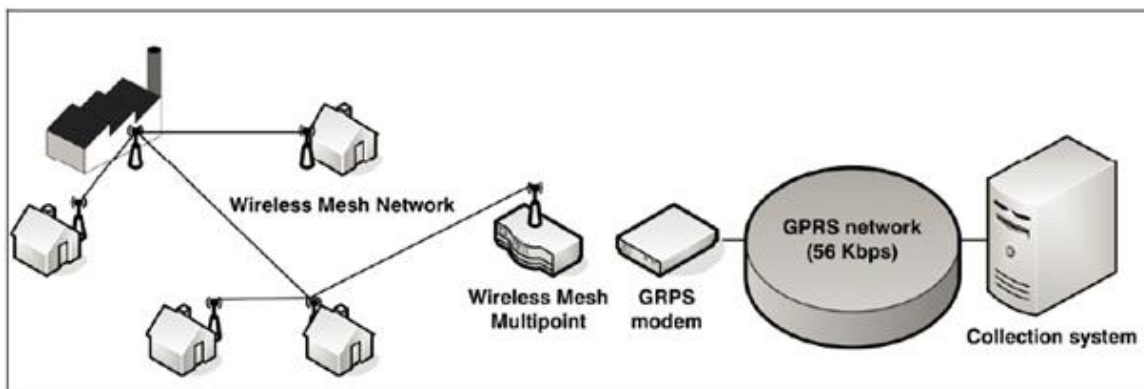 Wireless Mesh Network
Wireless Mesh
Multipoint
GRPS
modem
GPRS network
(56 Kbps)
Collection system